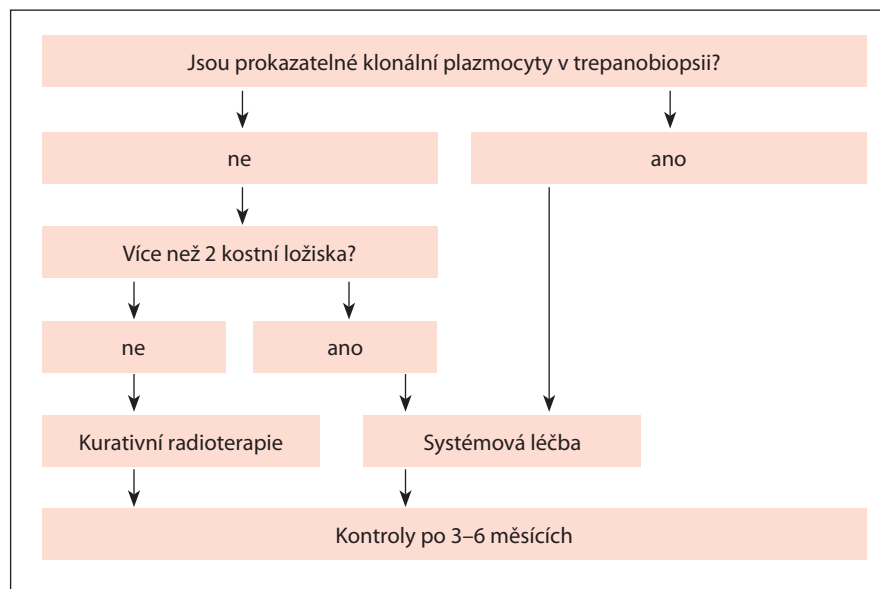 Jsou prokazatelné klonální plazmocyty v trepanobiopsii?
ne
ano
Více než 2 kostní ložiska?
ne
ano
Kurativní radioterapie
Systémová léčba
Kontroly po 3–6 měsících